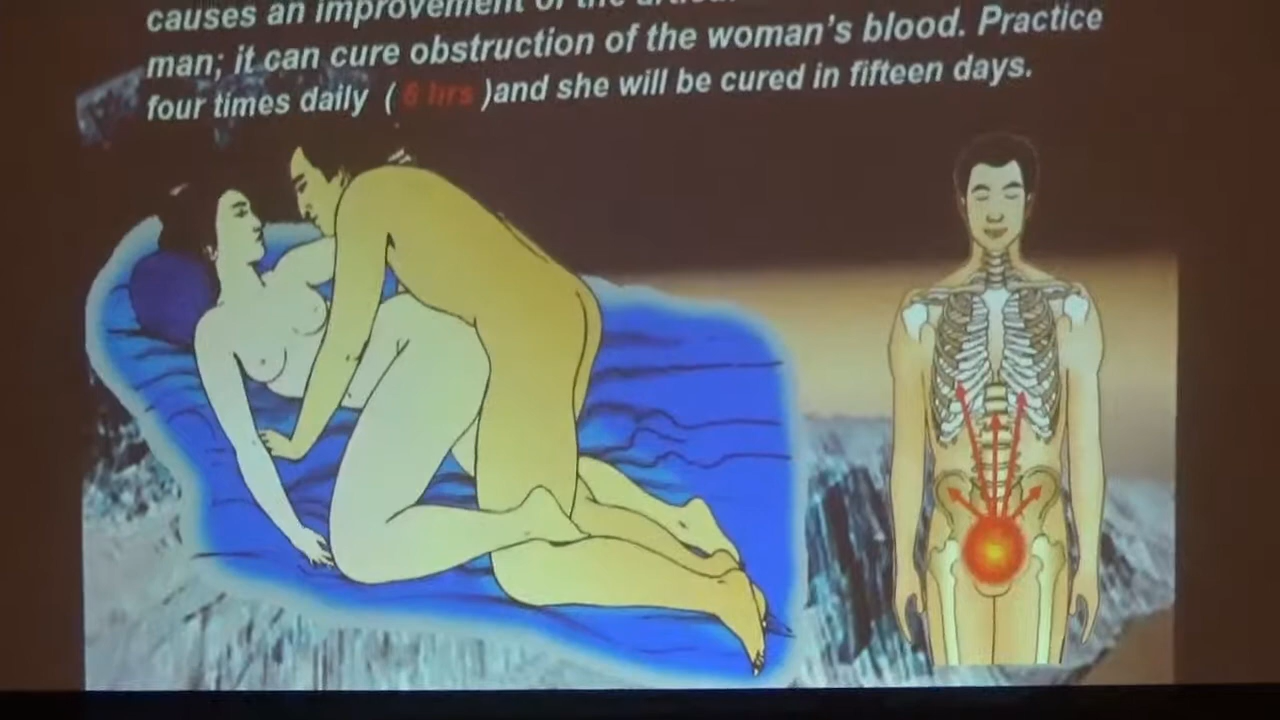 causes an improvement of the
man; it can cure obstruction of the woman's blood. Practice
four times daily ( 6 hrs )and she will be cured in fifteen days.